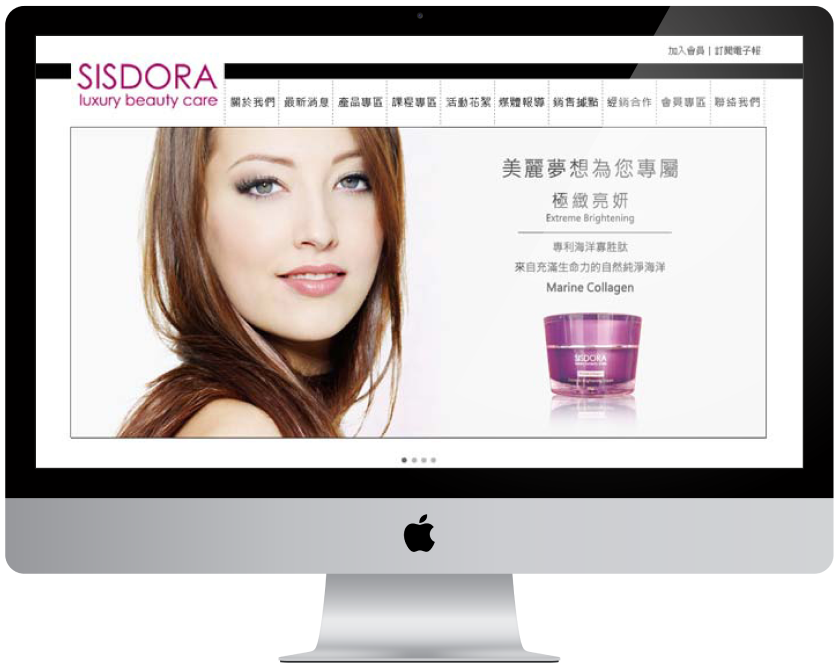 加入會員 | 訂閱電子報
SISDORA
luxury beauty care
關於我們 最新消息 產品專區 課程專區 活動花絮 媒體報導 銷售據點 經銷合作 會員專區 聯絡我們
美麗夢想為您專屬
極緻亮妍
Extreme Brightening
專利海洋寡胜肽
來自充滿生命力的自然純淨海洋
Marine Collagen
SISDORA